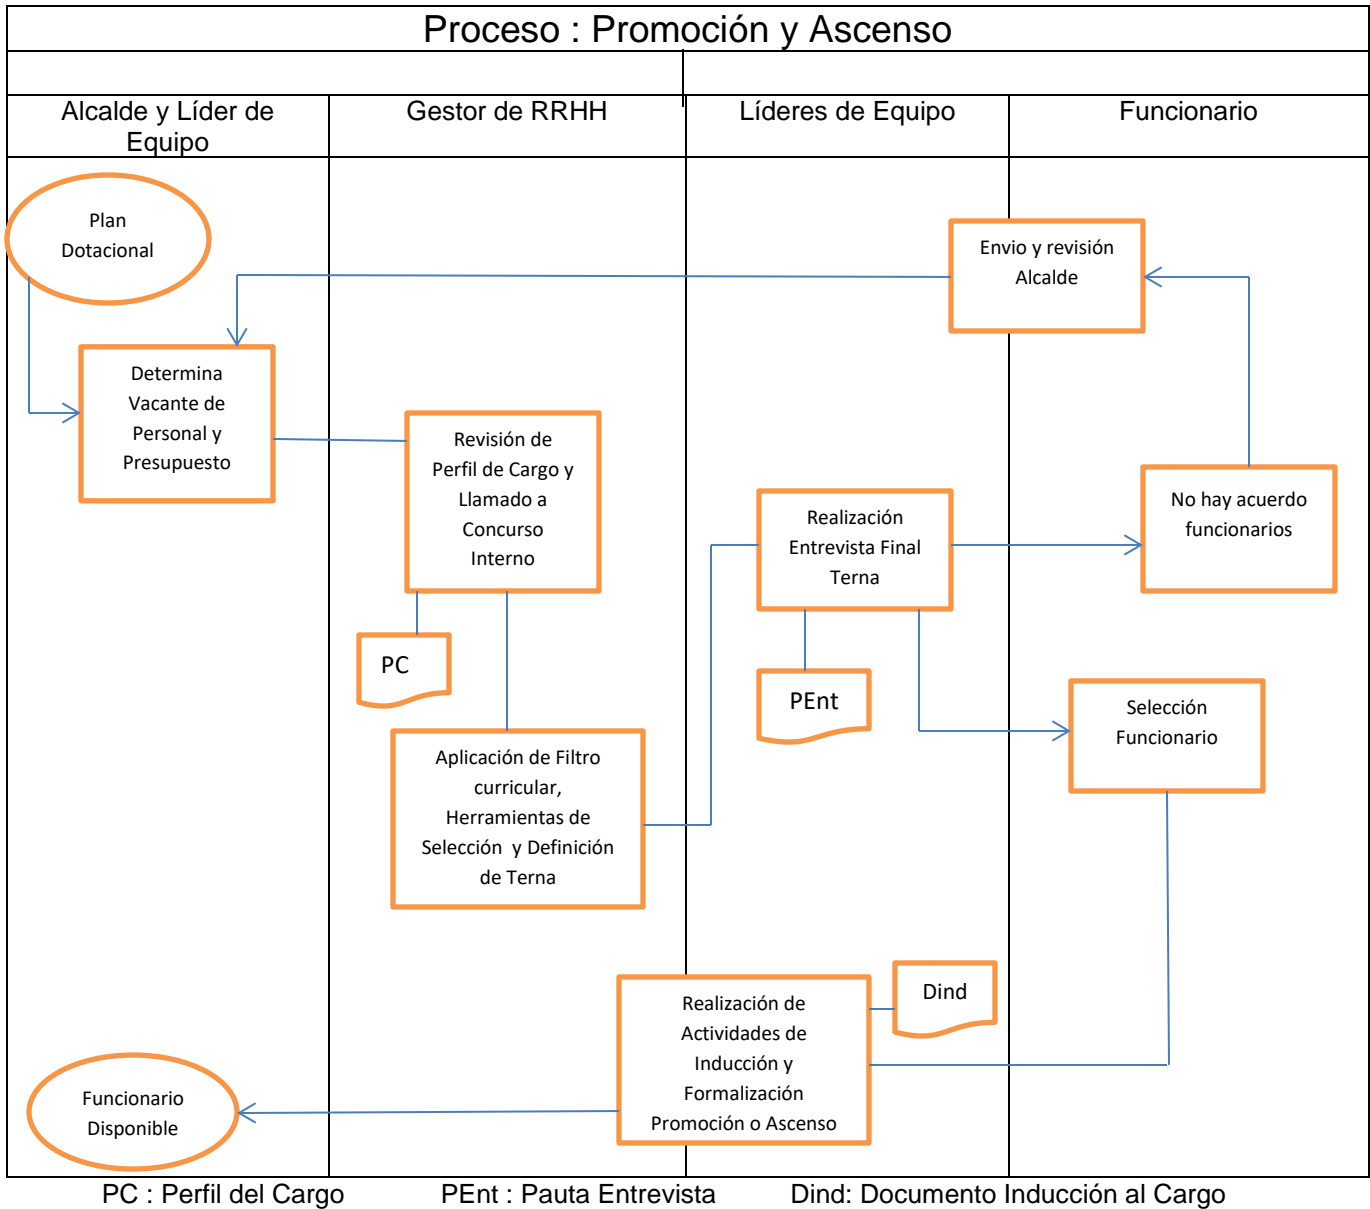 Proceso : Promoción y Ascenso
Alcalde y Líder de
Equipo
Gestor de RRHH
Líderes de Equipo
Funcionario
Plan
Dotacional
Envio y revisión
Alcalde
Determina
Vacante de
Personal y
Presupuesto
Revisión de
Perfil de Cargo y
Llamado a
Concurso
Interno
Realización
Entrevista Final
Terna
No hay acuerdo
funcionarios
PC
PEnt
Selección
Funcionario
Aplicación de Filtro
curricular,
Herramientas de
Selección y Definición
de Terna
Dind
Realización de
Actividades de
Inducción y
Formalización
Promoción o Ascenso
Funcionario
Disponible
PC : Perfil del Cargo PEnt : Pauta Entrevista Dind: Documento Inducción al Cargo